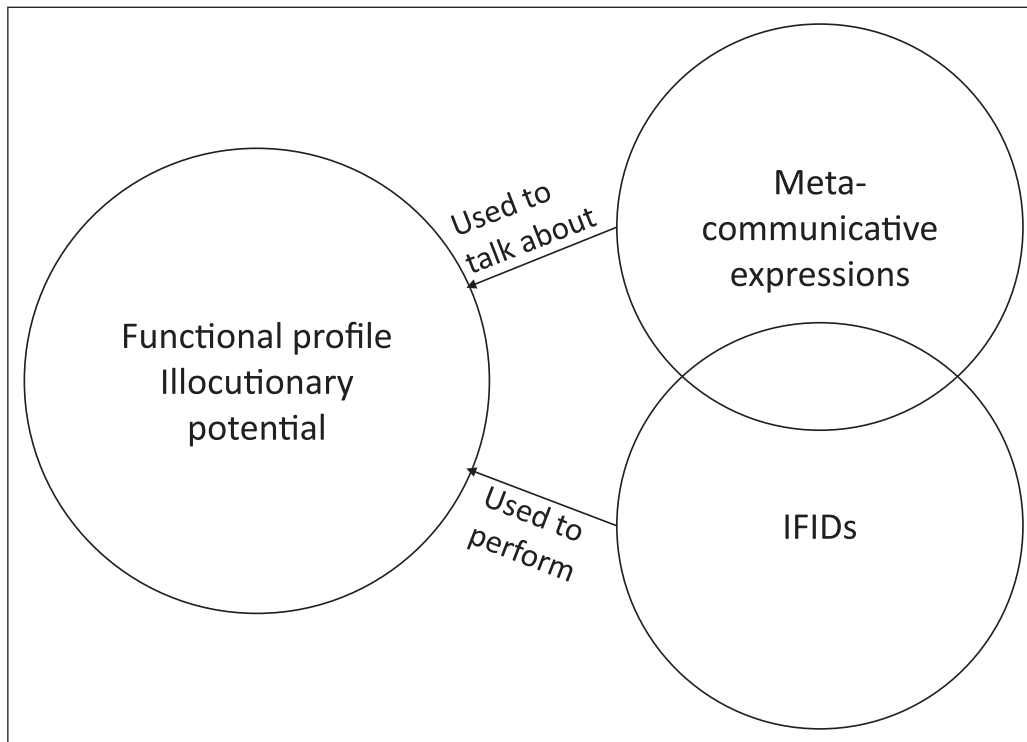 Meta-
communicative
expressions
Used to
talk about
Functional profile
Illocutionary
potential
Used to
perform
IFIDs